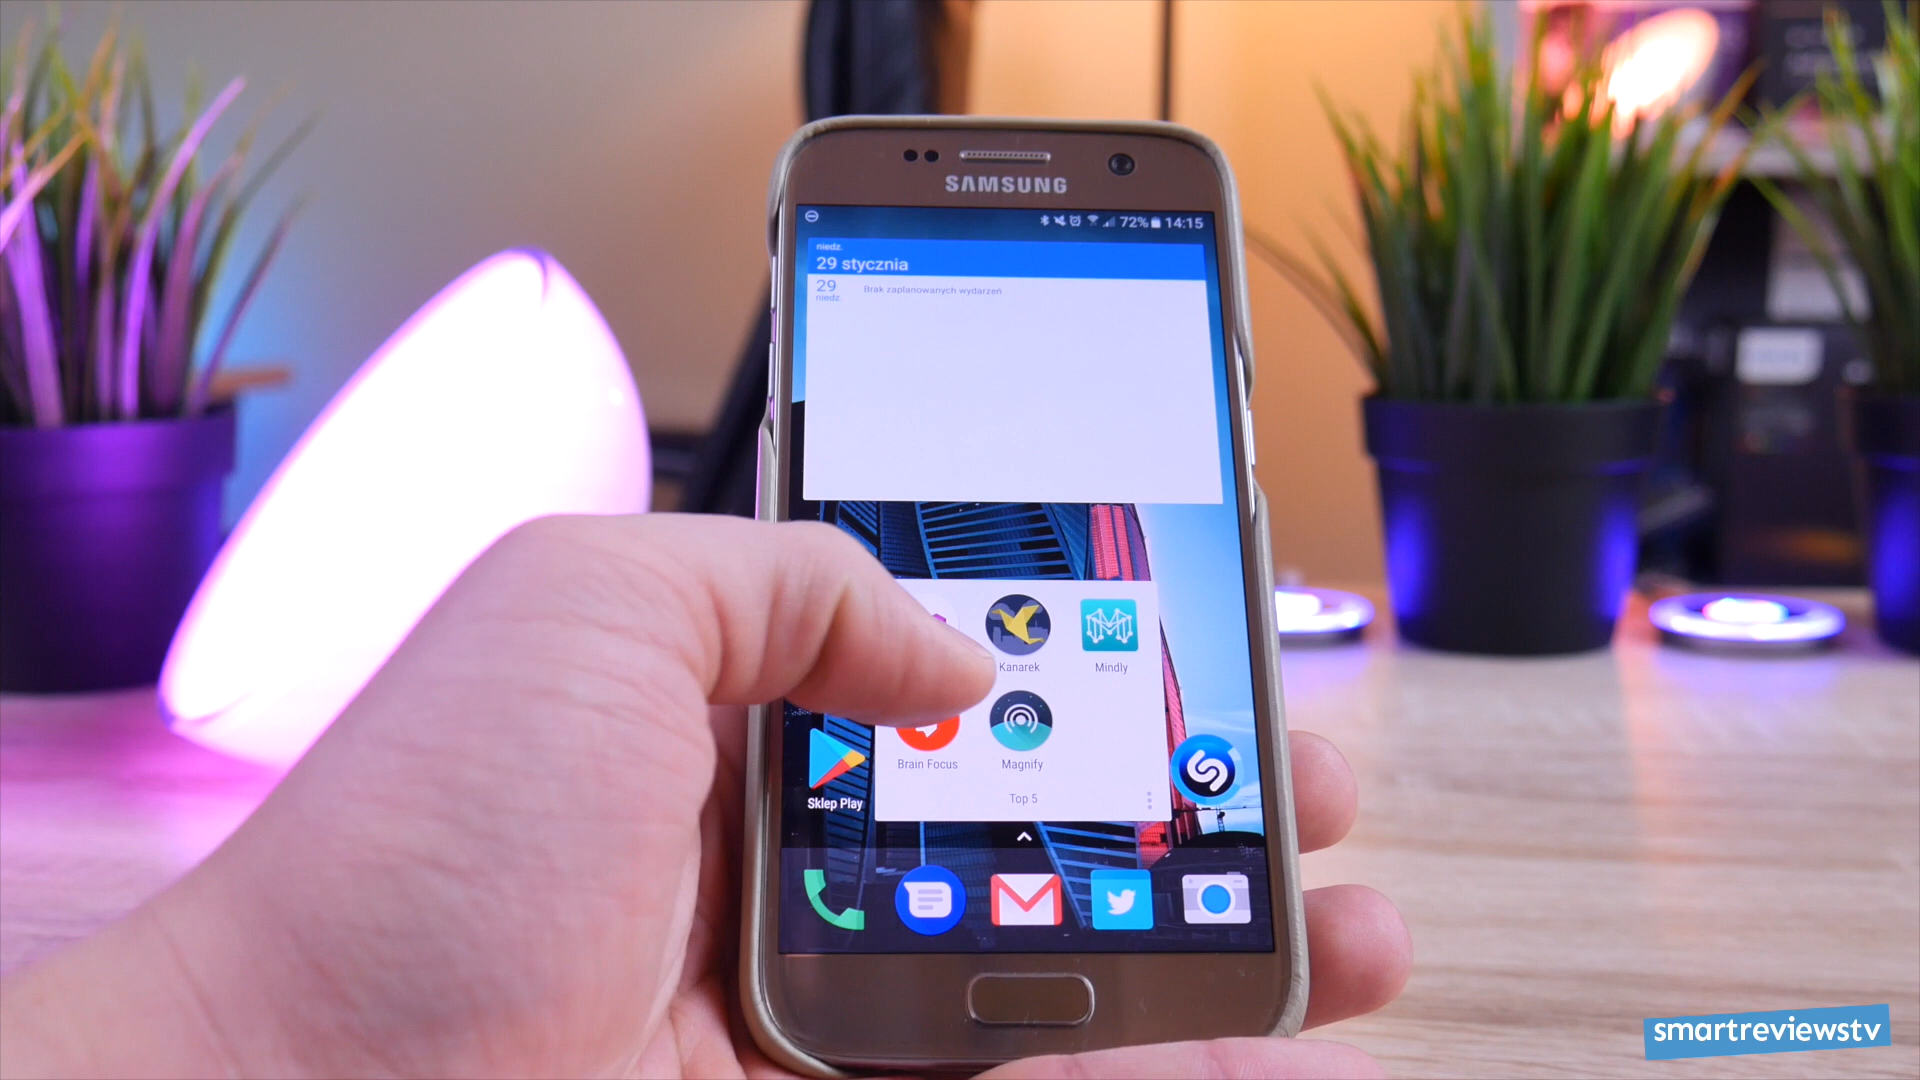 SAMSUNG
72% 14:15
niedz.
29 stycznia
29
niedz.
Brak zaplanowanych wydarzeń
Kanarek
Mindly
Brain Focus
Magnify
Top 5
Sklep Play
smartreviewstv